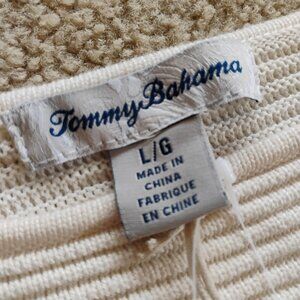 Tommy Bahama
L/G
MADE IN
CHINA
FABRIQUE
EN CHINE